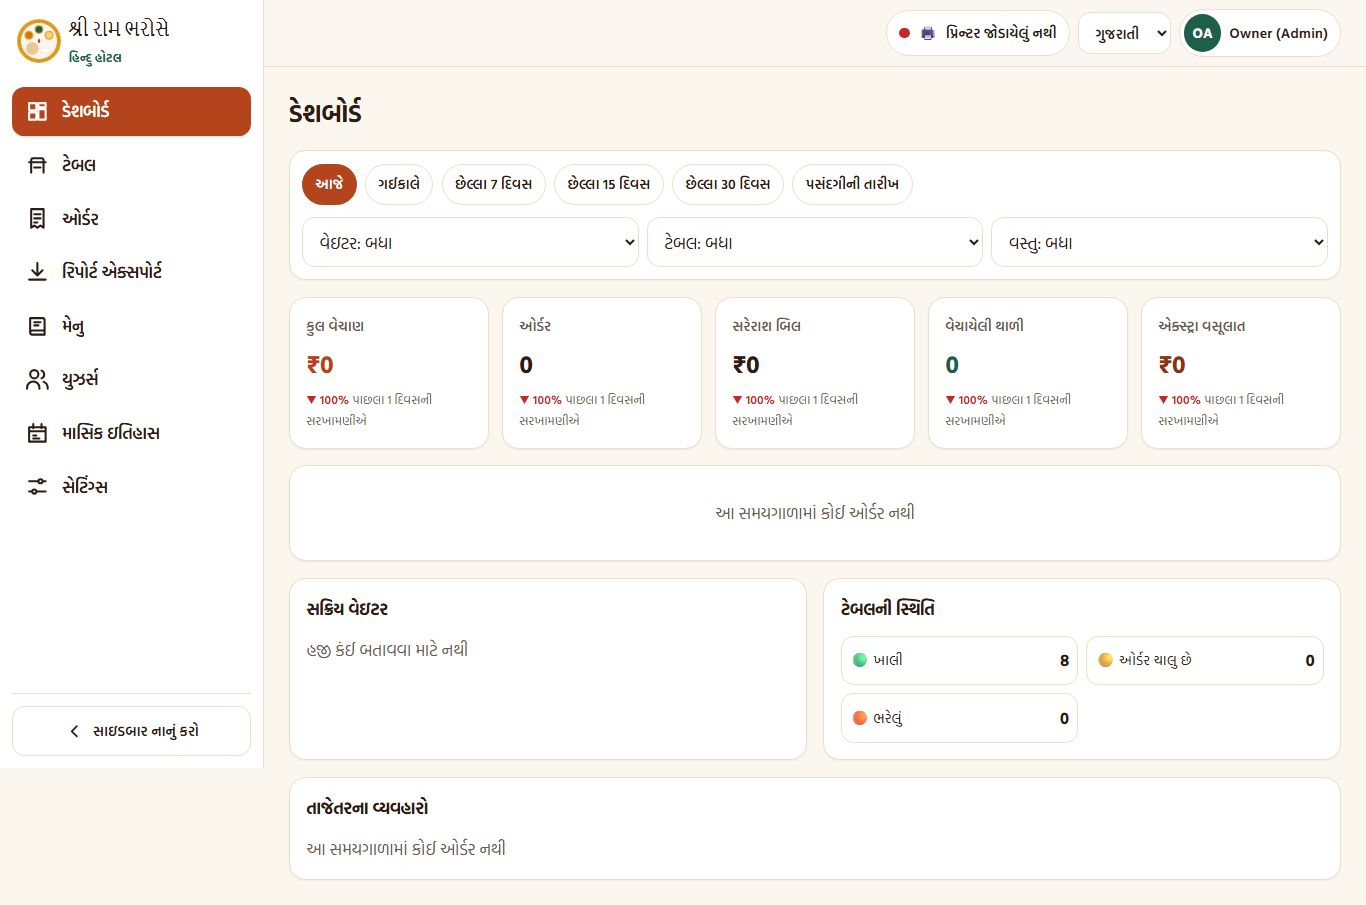 શ્રી રામ ભરોસે
હિન્દુ હોટલ
પ્રિન્ટર જોડાયેલું નથી
ગુજરાતી
OA
Owner (Admin)
ડેશબોર્ડ
ટેબલ
ઓર્ડર
રિપોર્ટ એક્સપોર્ટ
મેનુ
યુઝર્સ
માસિક ઇતિહાસ
સેટિંગ્સ
સાઇડબાર નાનું કરો
ડેશબોર્ડ
આજે
ગઈકાલે
છેલ્લા 7 દિવસ
છેલ્લા 15 દિવસ
છેલ્લા 30 દિવસ
પસંદગીની તારીખ
વેઇટર: બધા
ટેબલ: બધા
વસ્તુ: બધા
કુલ વેચાણ
₹0
▼ 100% પાછલા 1 દિવસની
સરખામણીએ
ઓર્ડર
0
▼ 100% પાછલા 1 દિવસની
સરખામણીએ
સરેરાશ બિલ
₹0
▼ 100% પાછલા 1 દિવસની
સરખામણીએ
વેચાયેલી થાળી
0
▼ 100% પાછલા 1 દિવસની
સરખામણીએ
એક્સ્ટ્રા વસૂલાત
₹0
▼ 100% પાછલા 1 દિવસની
સરખામણીએ
આ સમયગાળામાં કોઈ ઓર્ડર નથી
સક્રિય વેઇટર
હજી કંઈ બતાવવા માટે નથી
ટેબલની સ્થિતિ
ખાલી 8
ઓર્ડર ચાલુ છે 0
ભરેલું 0
તાજેતરના વ્યવહારો
આ સમયગાળામાં કોઈ ઓર્ડર નથી